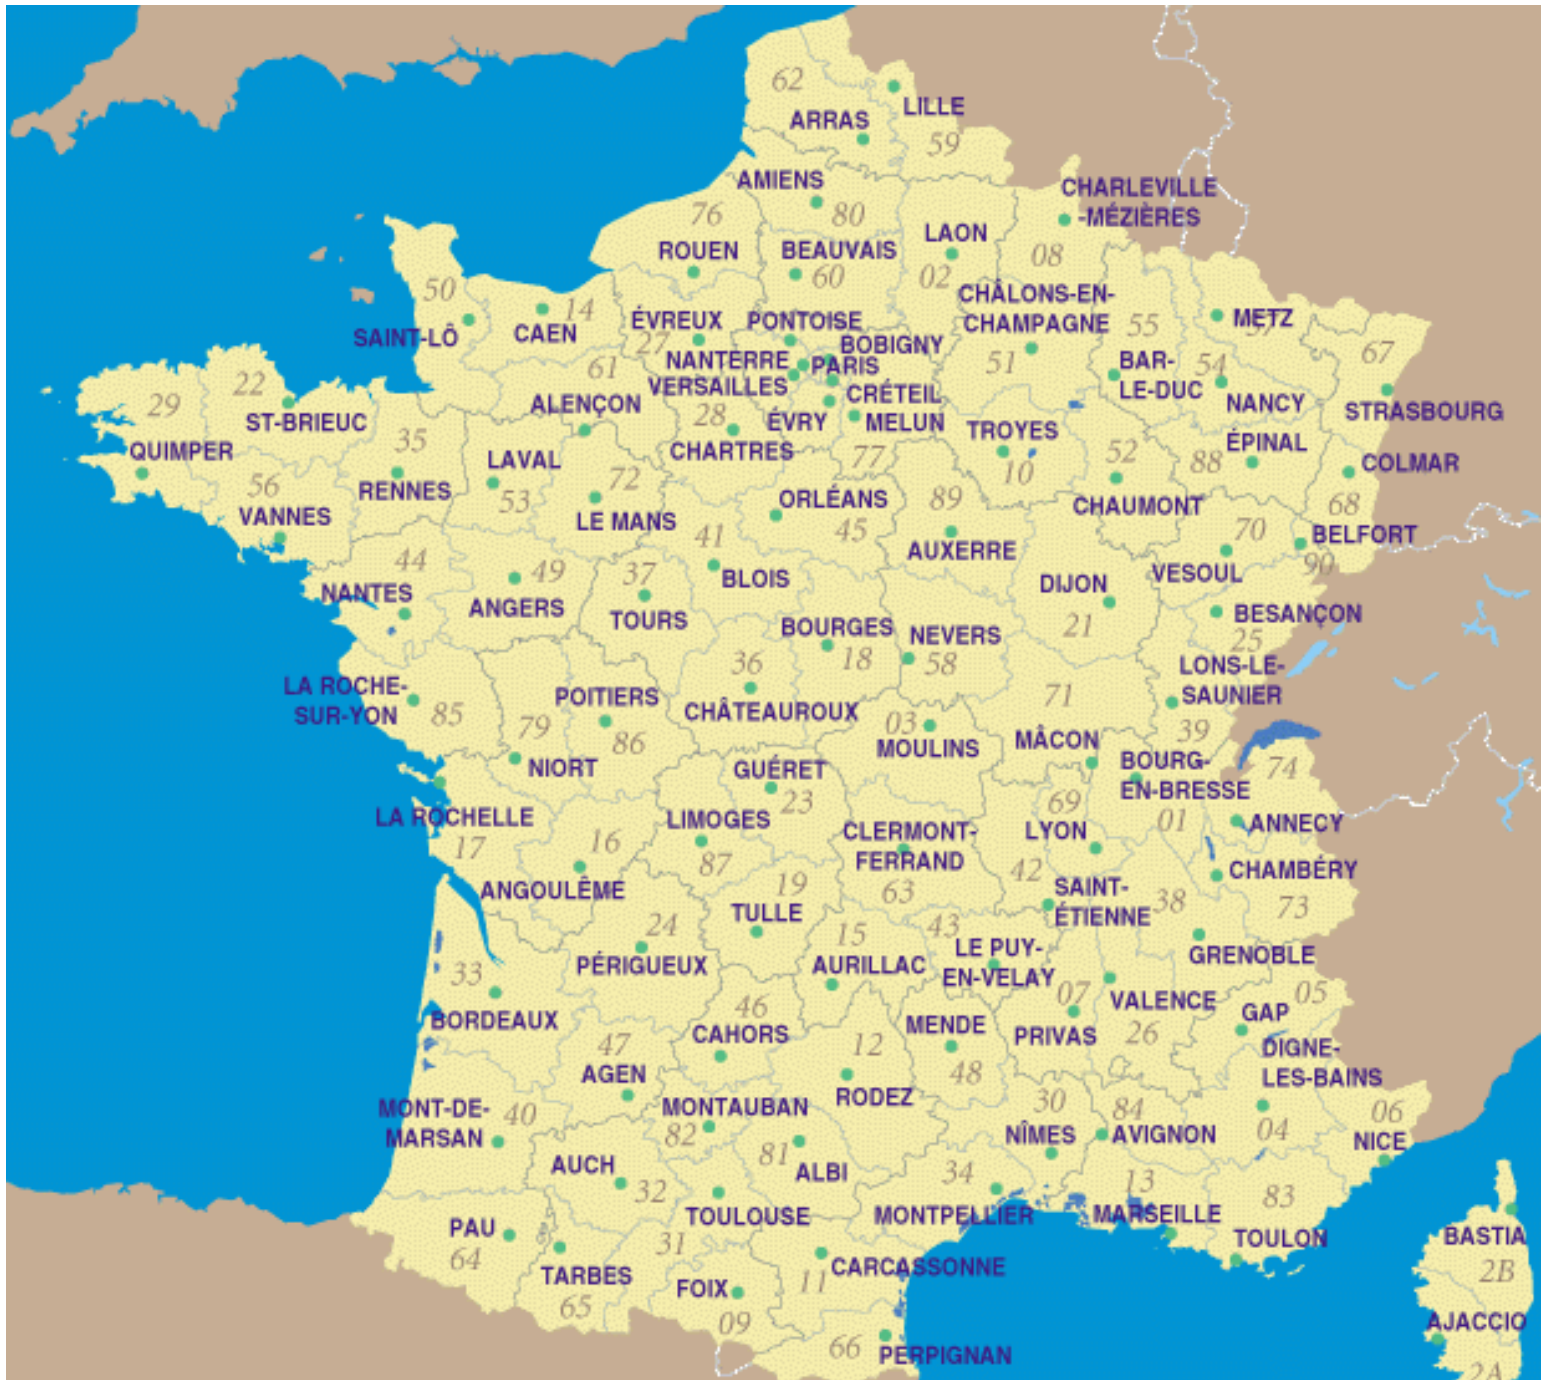 62
ARRAS
LILLE
59
AMIENS
80
CHARLEVILLE
-MÉZIÈRES
08
76
ROUEN
BEAUVAIS
60
LAON
02
50
SAINT-LÔ
14
CAEN
ÉVREUX
27
PONTOISE
CHÂLONS-EN-
CHAMPAGNE
51
55
BAR-
LE-DUC
METZ
57
54
NANCY
67
STRASBOURG
NANTERRE
BOBIGNY
PARIS
VERSAILLES
CRÉTEIL
ÉVRY
MELUN
77
61
ALENÇON
28
CHARTRES
22
ST-BRIEUC
29
QUIMPER
35
RENNES
56
VANNES
LAVAL
53
72
LE MANS
ORLÉANS
45
TROYES
10
52
CHAUMONT
88
ÉPINAL
COLMAR
68
89
AUXERRE
41
BLOIS
44
NANTES
49
ANGERS
37
TOURS
DIJON
21
70
VESOUL
BELFORT
90
BESANÇON
25
BOURGES
18
NEVERS
58
36
CHÂTEAUROUX
LA ROCHE-
SUR-YON
85
79
NIORT
POITIERS
86
03
MOULINS
71
MÂCON
LONS-LE-
SAUNIER
39
BOURG-
EN-BRESSE
01
74
ANNECY
GUÉRET
23
LA ROCHELLE
17
16
ANGOULÊME
LIMOGES
87
CLERMONT-
FERRAND
63
69
LYON
42
SAINT-
ÉTIENNE
CHAMBÉRY
73
38
GRENOBLE
19
TULLE
24
PÉRIGUEUX
15
AURILLAC
43
LE PUY-
EN-VELAY
33
BORDEAUX
46
CAHORS
47
AGEN
12
RODEZ
MENDE
48
07
PRIVAS
VALENCE
26
05
GAP
DIGNE-
LES-BAINS
04
06
NICE
MONT-DE-
MARSAN
40
MONTAUBAN
82
81
ALBI
30
NÎMES
84
AVIGNON
AUCH
32
TOULOUSE
31
34
MONTPELLIER
13
MARSEILLE
83
TOULON
PAU
64
TARBES
65
FOIX
09
CARCASSONNE
11
66
PERPIGNAN
BASTIA
2B
AJACCIO
2A